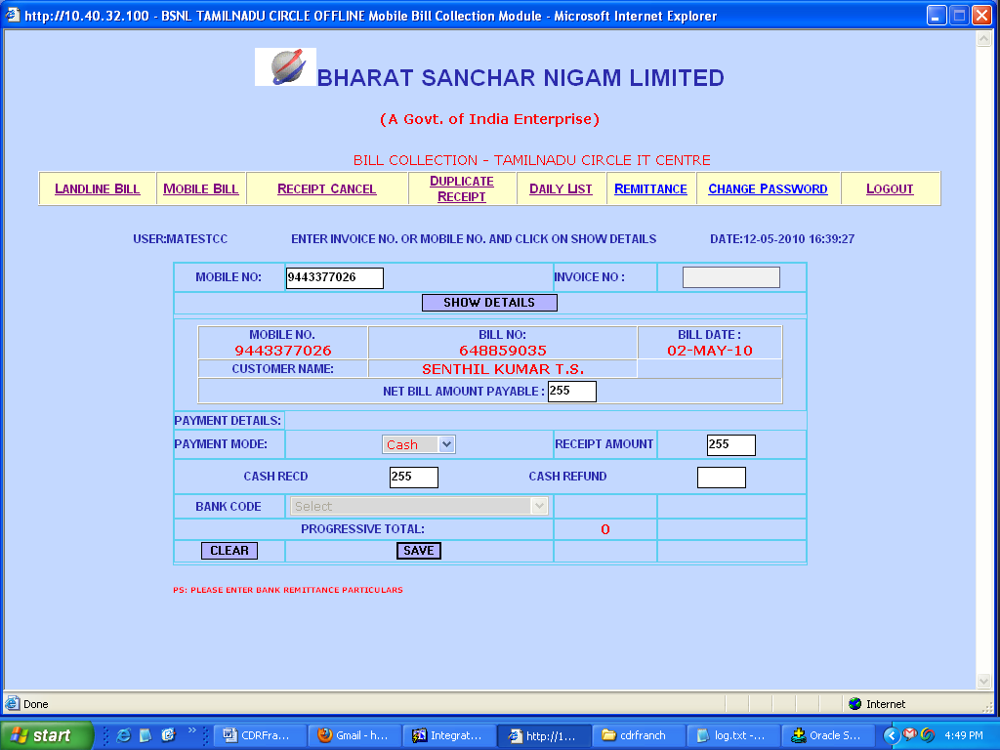 http://10.40.32.100 - BSNL TAMILNADU CIRCLE OFFLINE Mobile Bill Collection Module - Microsoft Internet Explorer
BHARAT SANCHAR NIGAM LIMITED
(A Govt. of India Enterprise)
BILL COLLECTION - TAMILNADU CIRCLE IT CENTRE
LANDLINE BILL MOBILE BILL RECEIPT CANCEL DUPLICATE RECEIPT DAILY LIST REMITTANCE CHANGE PASSWORD LOGOUT
USER:MATESTCC ENTER INVOICE NO. OR MOBILE NO. AND CLICK ON SHOW DETAILS DATE:12-05-2010 16:39:27
MOBILE NO: 9443377026 INVOICE NO :
SHOW DETAILS
MOBILE NO. BILL NO: BILL DATE :
9443377026 648859035 02-MAY-10
CUSTOMER NAME: SENTHIL KUMAR T.S.
NET BILL AMOUNT PAYABLE : 255
PAYMENT DETAILS:
PAYMENT MODE: Cash RECEIPT AMOUNT 255
CASH RECD 255 CASH REFUND
BANK CODE Select
PROGRESSIVE TOTAL: 0
CLEAR SAVE
PS: PLEASE ENTER BANK REMITTANCE PARTICULARS
Done Internet
start CDRFra... Gmail - h... Integrat... http://1... cdrfranch log.txt -... Oracle S... 4:49 PM